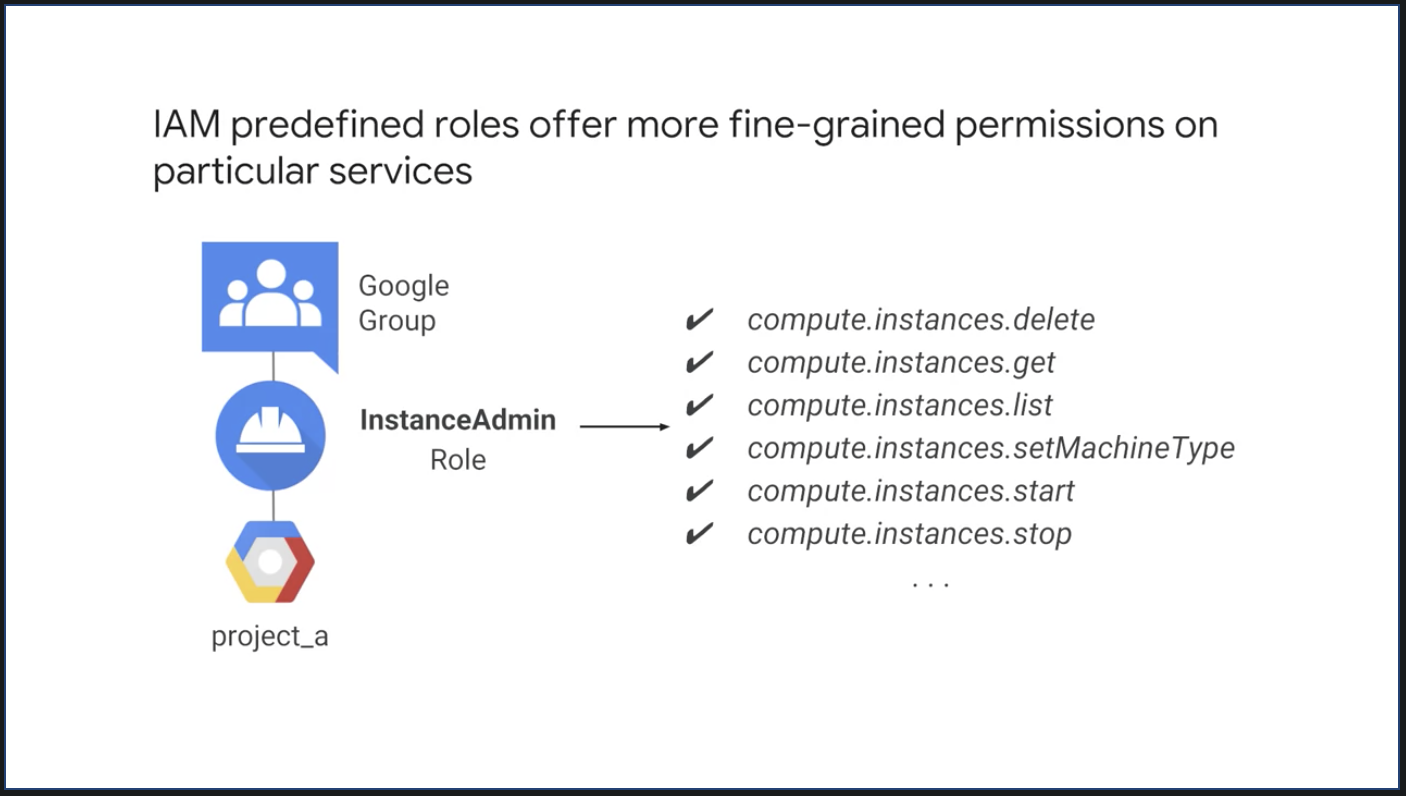 IAM predefined roles offer more fine-grained permissions on
particular services
Google
Group
InstanceAdmin
Role
project_a
✔ compute.instances.delete
✔ compute.instances.get
✔ compute.instances.list
✔ compute.instances.setMachineType
✔ compute.instances.start
✔ compute.instances.stop
. . .